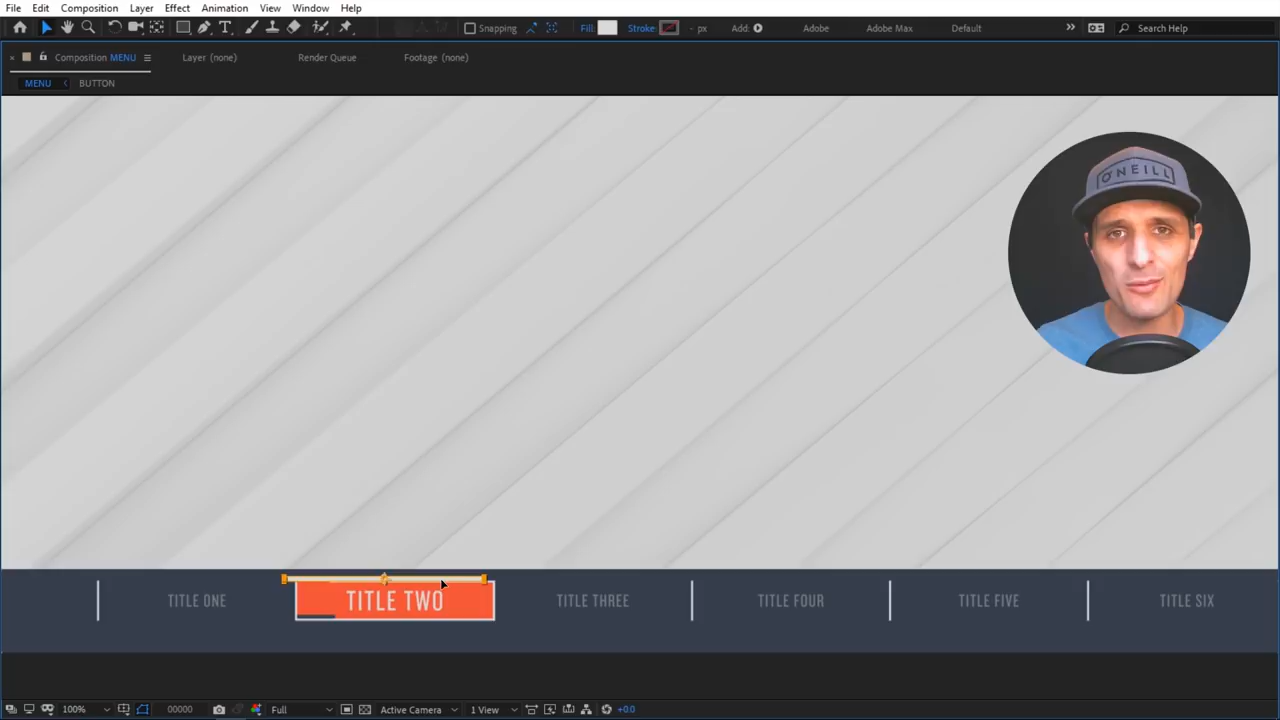 File Edit Composition Layer Effect Animation View Window Help
Snapping Fill: Stroke: - px Add: Adobe Adobe Max Default Search Help
× Composition MENU Layer (none) Render Queue Footage (none)
MENU BUTTON
O'NEILL
TITLE ONE TITLE TWO TITLE THREE TITLE FOUR TITLE FIVE TITLE SIX
100% 00000 Full Active Camera 1 View +0.0